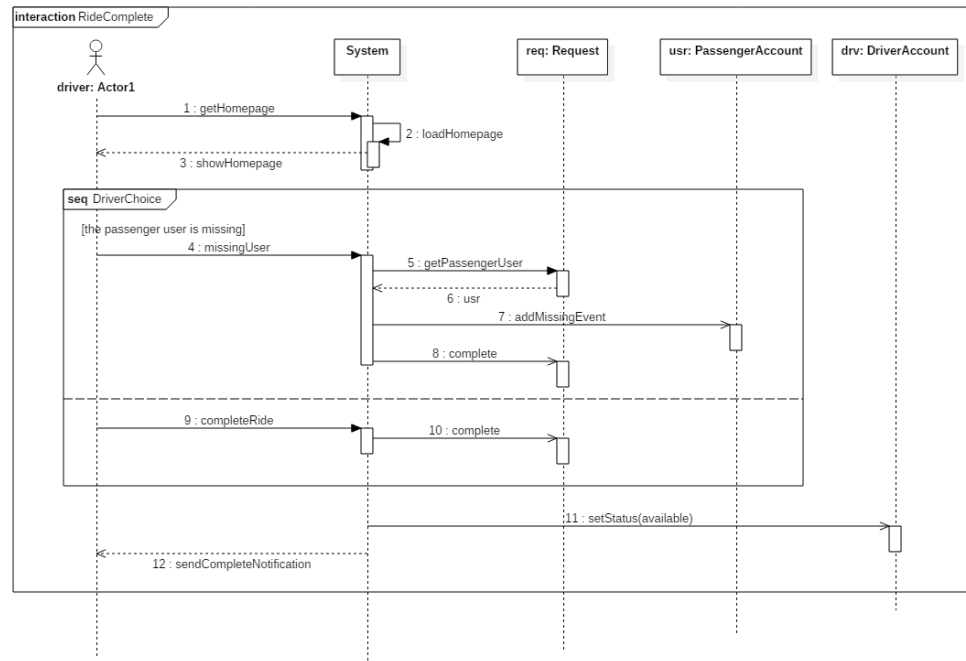 interaction RideComplete
System
req: Request
usr: PassengerAccount
drv: DriverAccount
driver: Actor1
1 : getHomepage
2 : loadHomepage
3 : showHomepage
seq DriverChoice
[the passenger user is missing]
4 : missingUser
5 : getPassengerUser
6 : usr
7 : addMissingEvent
8 : complete
9 : completeRide
10 : complete
11 : setStatus(available)
12 : sendCompleteNotification